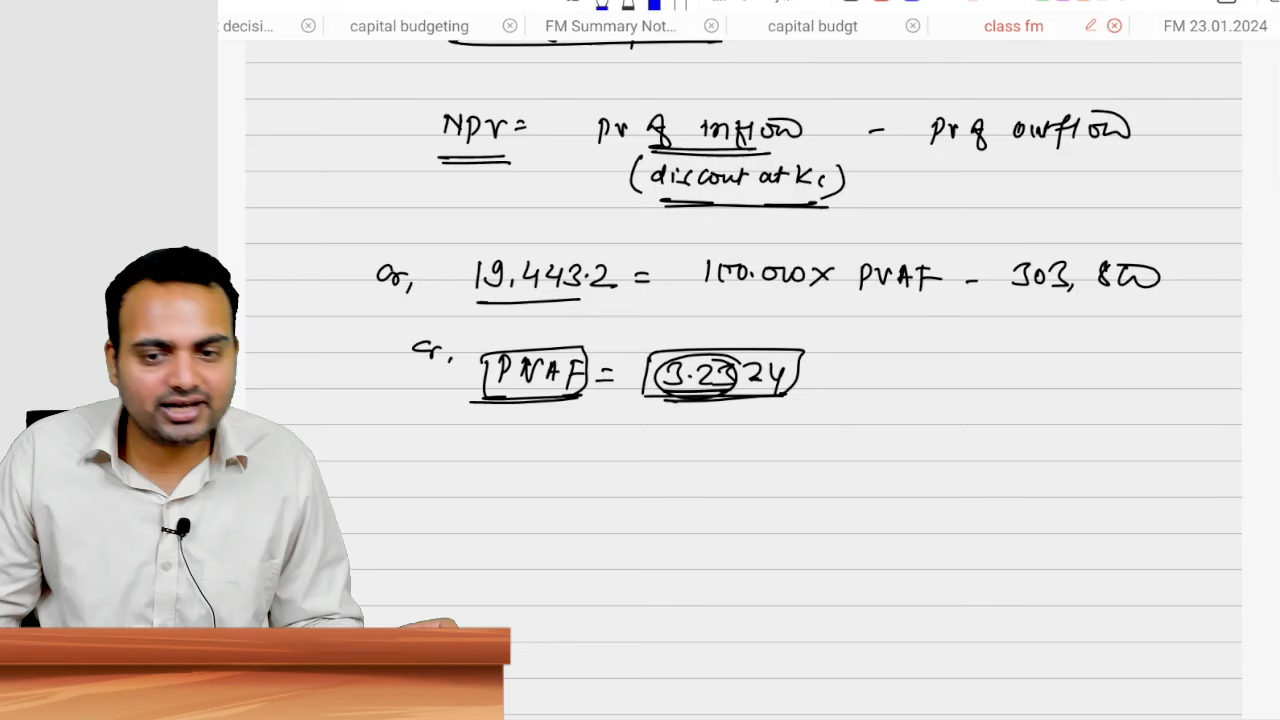 t decisi...
capital budgeting
FM Summary Not...
capital budgt
class fm
FM 23.01.2024
NPV = PV of inflow - PV of outflow
(discout at Kc)
or, 19,443.2 = 100.000 x PVAF - 303, 800
or, PVAF = 3.2324